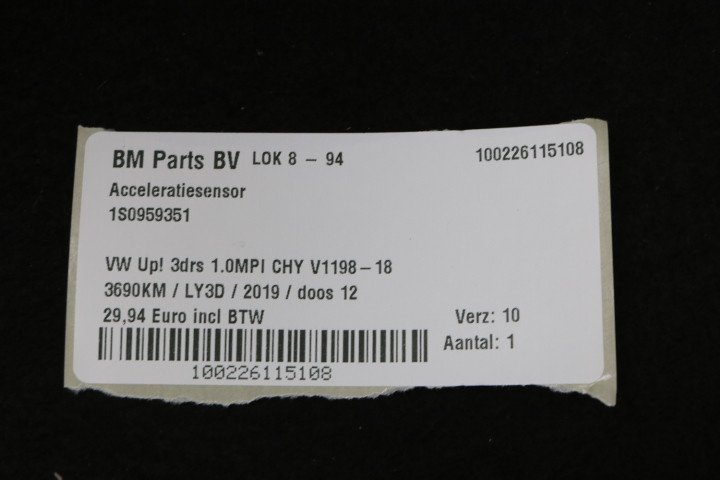 BM Parts BV LOK 8 - 94 100226115108
Acceleratiesensor
1S0959351
VW Up! 3drs 1.0MPI CHY V1198-18
3690KM / LY3D / 2019 / doos 12
29,94 Euro incl BTW Verz: 10
Aantal: 1
100226115108